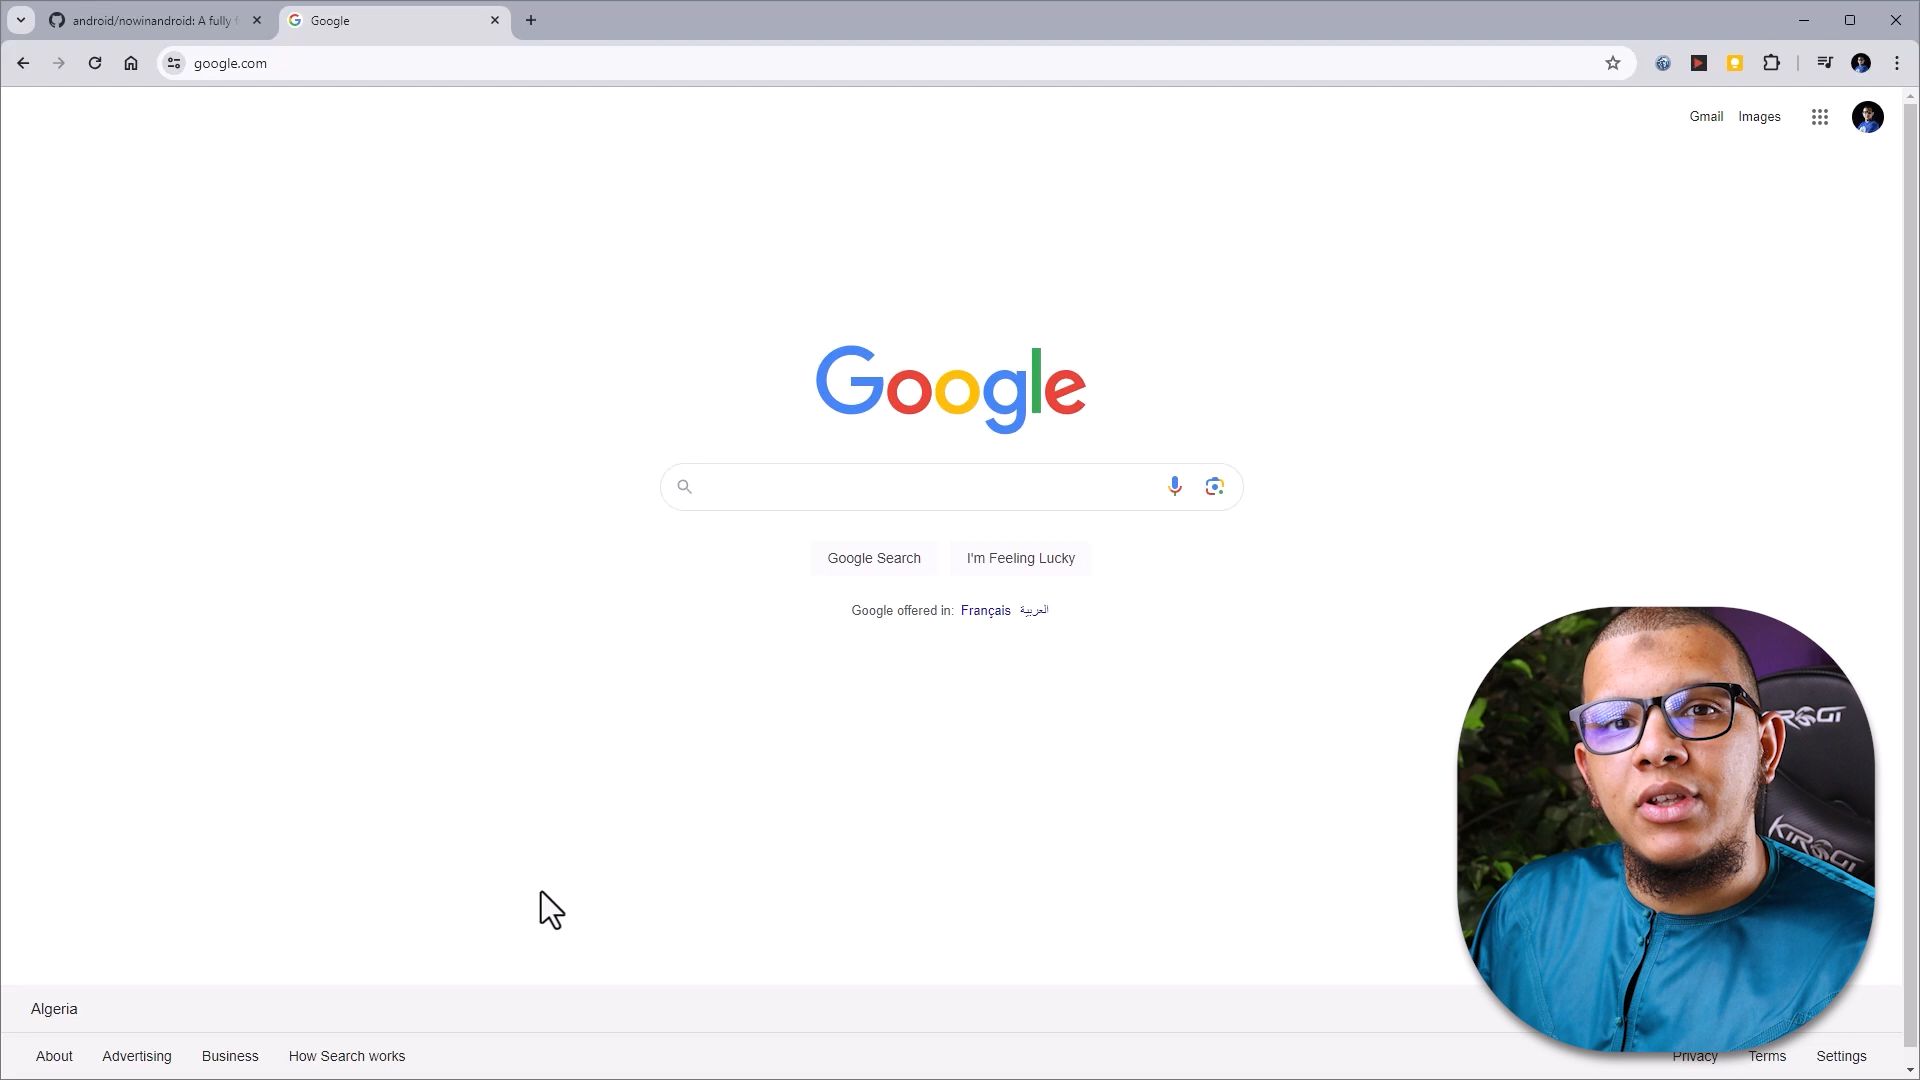 android/nowinandroid: A fully f
Google
google.com
Gmail
Images
Google
Google Search
I'm Feeling Lucky
Google offered in: Français العربية
KIROGI
Algeria
About
Advertising
Business
How Search works
Privacy
Terms
Settings